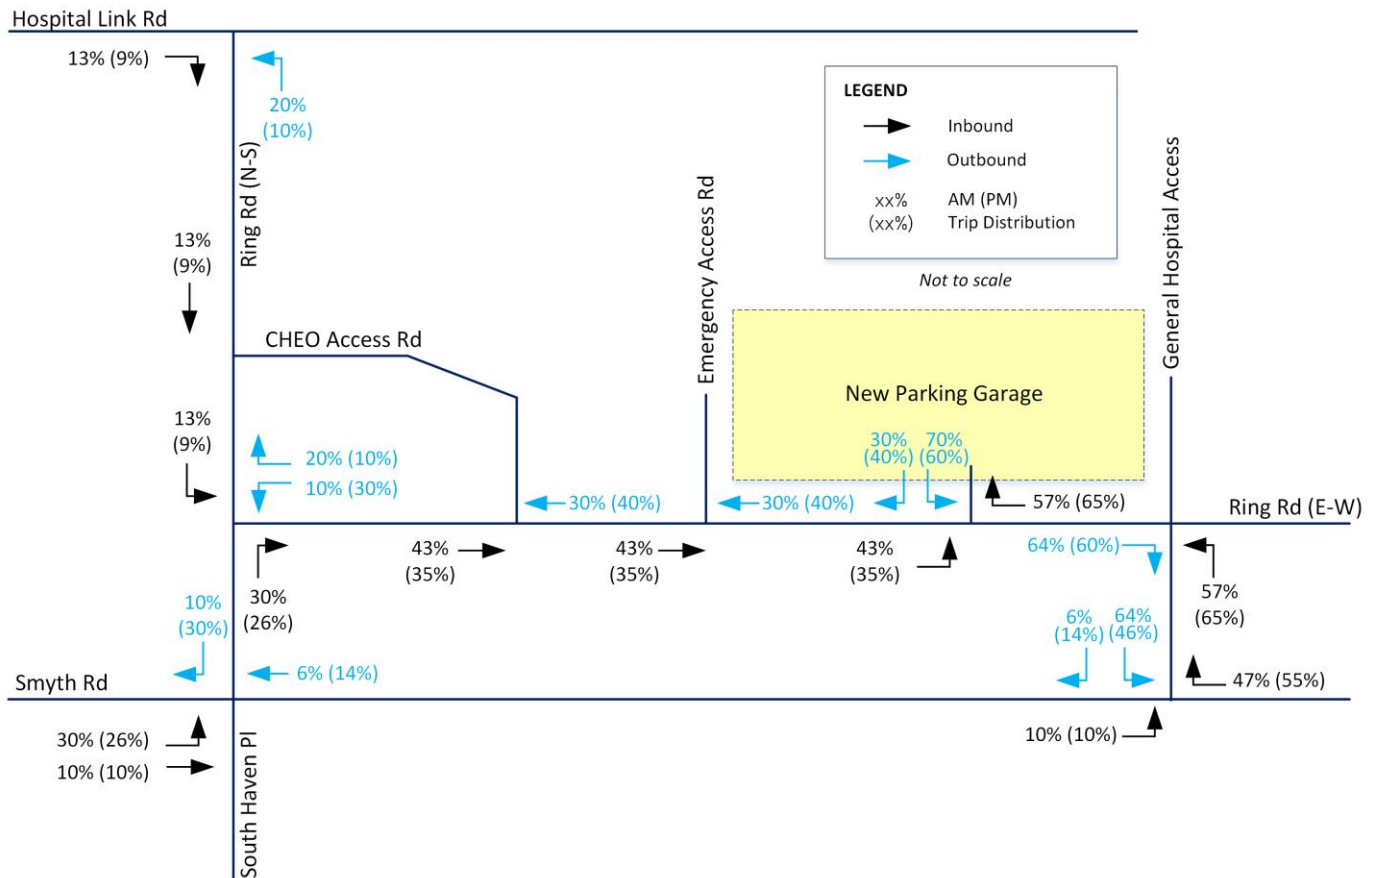 Hospital Link Rd
13% (9%)
20%
(10%)
LEGEND
Inbound
Outbound
xx% AM (PM)
(xx%) Trip Distribution
Not to scale
Ring Rd (N-S)
13%
(9%)
Emergency Access Rd
General Hospital Access
CHEO Access Rd
New Parking Garage
13%
(9%)
20% (10%)
10% (30%)
30% 70%
(40%) (60%)
30% (40%)
30% (40%)
57% (65%)
Ring Rd (E-W)
43%
(35%)
43%
(35%)
43%
(35%)
64% (60%)
30%
(26%)
57%
(65%)
10%
(30%)
6% 64%
(14%) (46%)
6% (14%)
47% (55%)
Smyth Rd
30% (26%)
10% (10%)
10% (10%)
South Haven Pl